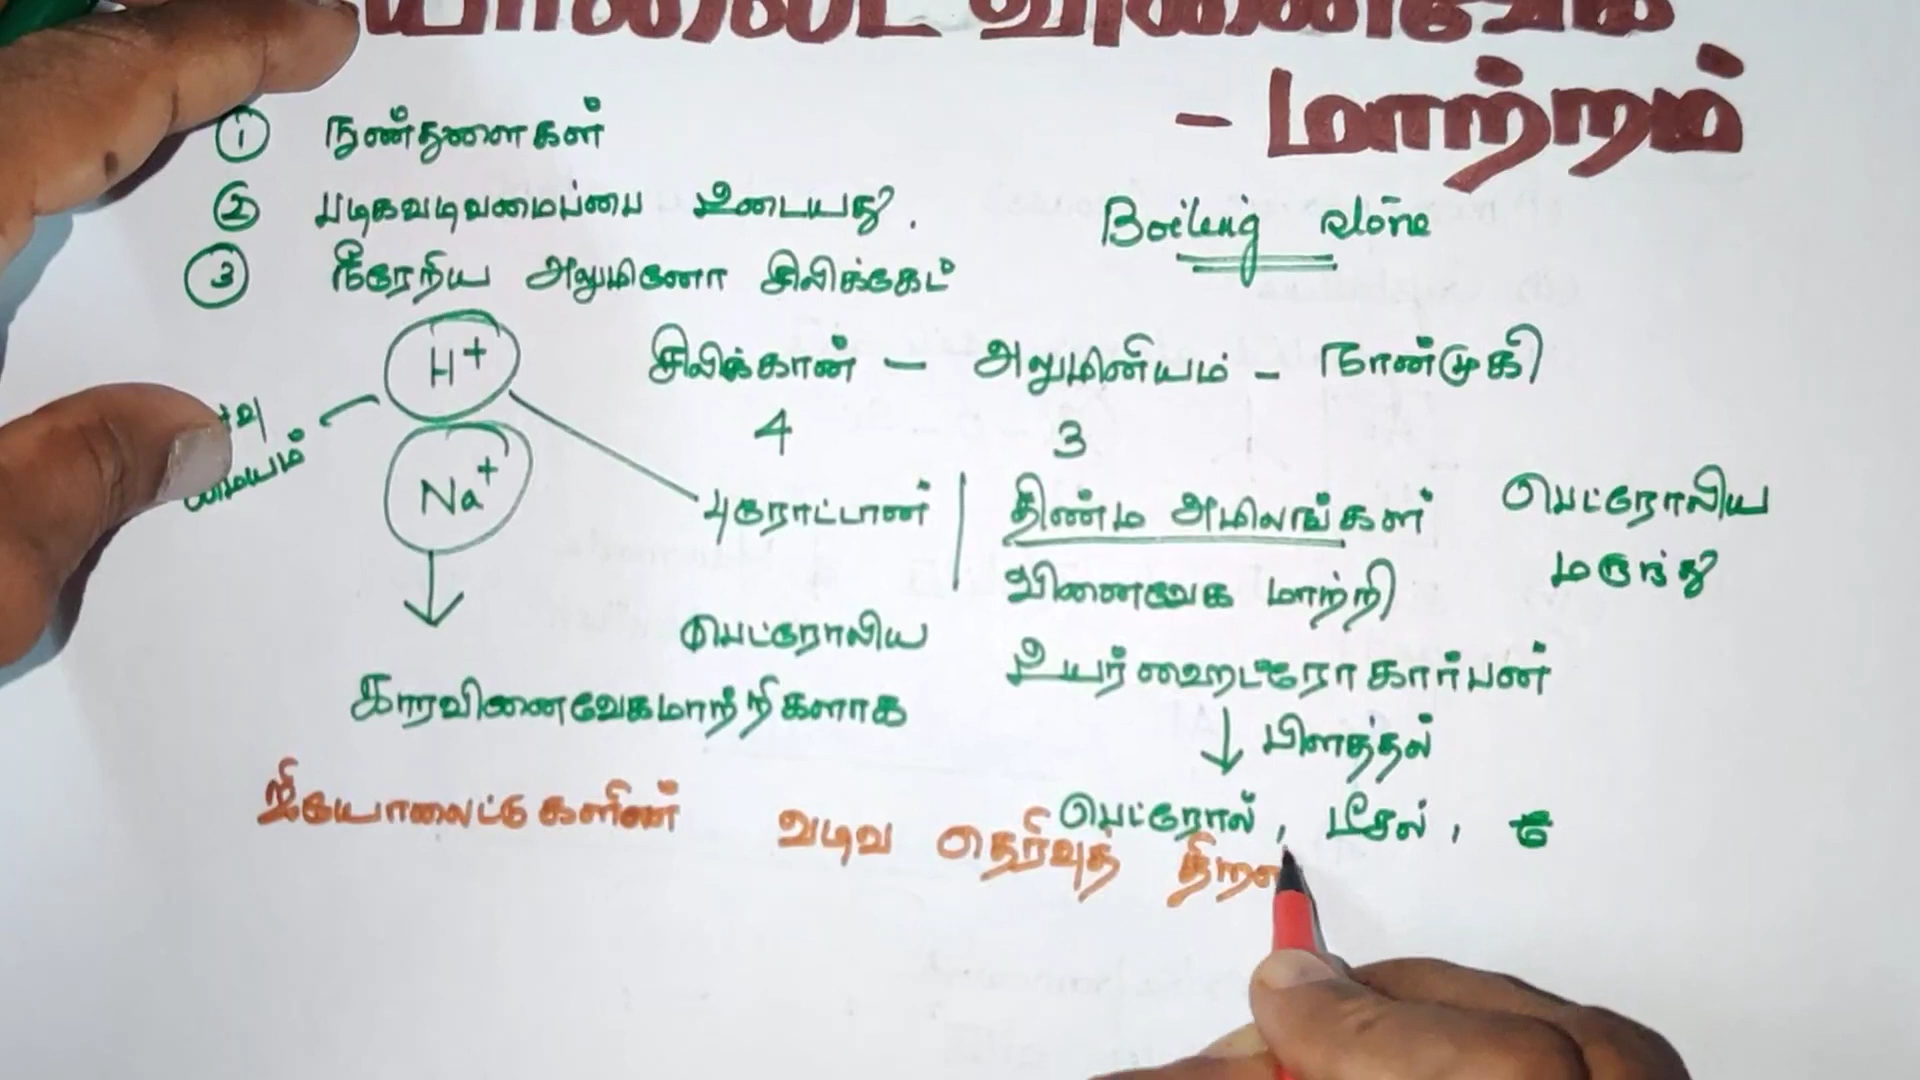 வினைவேக
- மாற்றம்
① நுண்துளைகள்
② படிகவடிவமைப்பை உடையது.
Boiling alone
③ நீரேறிய அலுமினோ சிலிக்கேட்
H+
சிலிக்கான் – அலுமினியம் – நான்முகி
4 3
Na+
புரோட்டான்
திண்ம அமிலங்கள்
பெட்ரோலிய
மருந்து
வினைவேக மாற்றி
பெட்ரோலிய
உயர் ஹைட்ரோ கார்பன்
காரவினைவேகமாற்றிகளாக
↓ பிளத்தல்
பெட்ரோல், டீசல்,
ஜியோலைட்டுகளின் வடிவ தெரிவுத் திறன